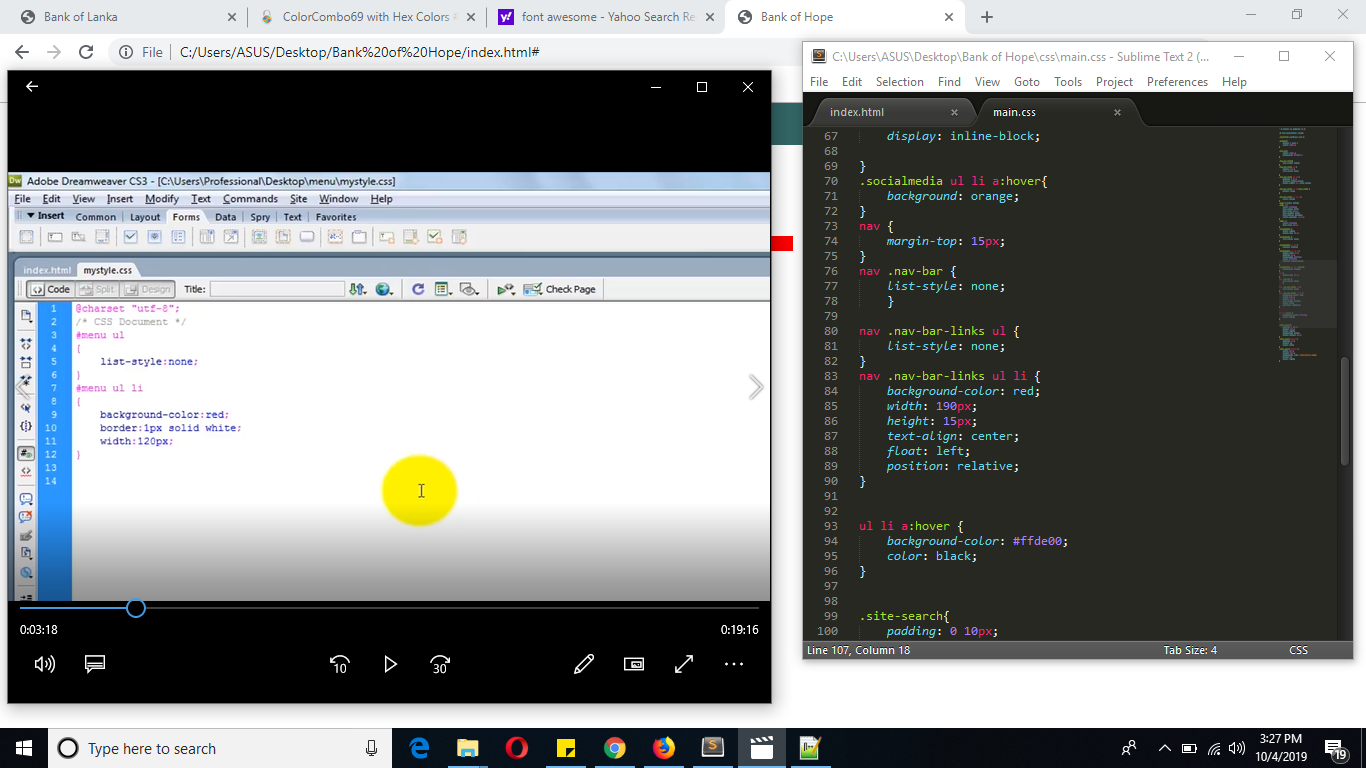 Bank of Lanka
ColorCombo69 with Hex Colors
font awesome - Yahoo Search Re
Bank of Hope
File
C:/Users/ASUS/Desktop/Bank%20of%20Hope/index.html#
Adobe Dreamweaver CS3 - [C:\Users\Professional\Desktop\menu\mystyle.css]
File Edit View Insert Modify Text Commands Site Window Help
Insert Common Layout Forms Data Spry Text Favorites
index.html mystyle.css
Code Split Design Title: Check Page
1 @charset "utf-8";
2 /* CSS Document */
3 #menu ul
4 {
5 list-style:none;
6 }
7 #menu ul li
8 {
9 background-color:red;
10 border:1px solid white;
11 width:120px;
12 }
13
14
0:03:18
0:19:16
10
30
C:\Users\ASUS\Desktop\Bank of Hope\css\main.css - Sublime Text 2 (...
File Edit Selection Find View Goto Tools Project Preferences Help
index.html main.css
67 display: inline-block;
68
69 }
70 .socialmedia ul li a:hover{
71 background: orange;
72 }
73 nav {
74 margin-top: 15px;
75 }
76 nav .nav-bar {
77 list-style: none;
78 }
79
80 nav .nav-bar-links ul {
81 list-style: none;
82 }
83 nav .nav-bar-links ul li {
84 background-color: red;
85 width: 190px;
86 height: 15px;
87 text-align: center;
88 float: left;
89 position: relative;
90 }
91
92
93 ul li a:hover {
94 background-color: #ffde00;
95 color: black;
96 }
97
98
99 .site-search{
100 padding: 0 10px;
Line 107, Column 18
Tab Size: 4
CSS
Type here to search
3:27 PM
10/4/2019
19